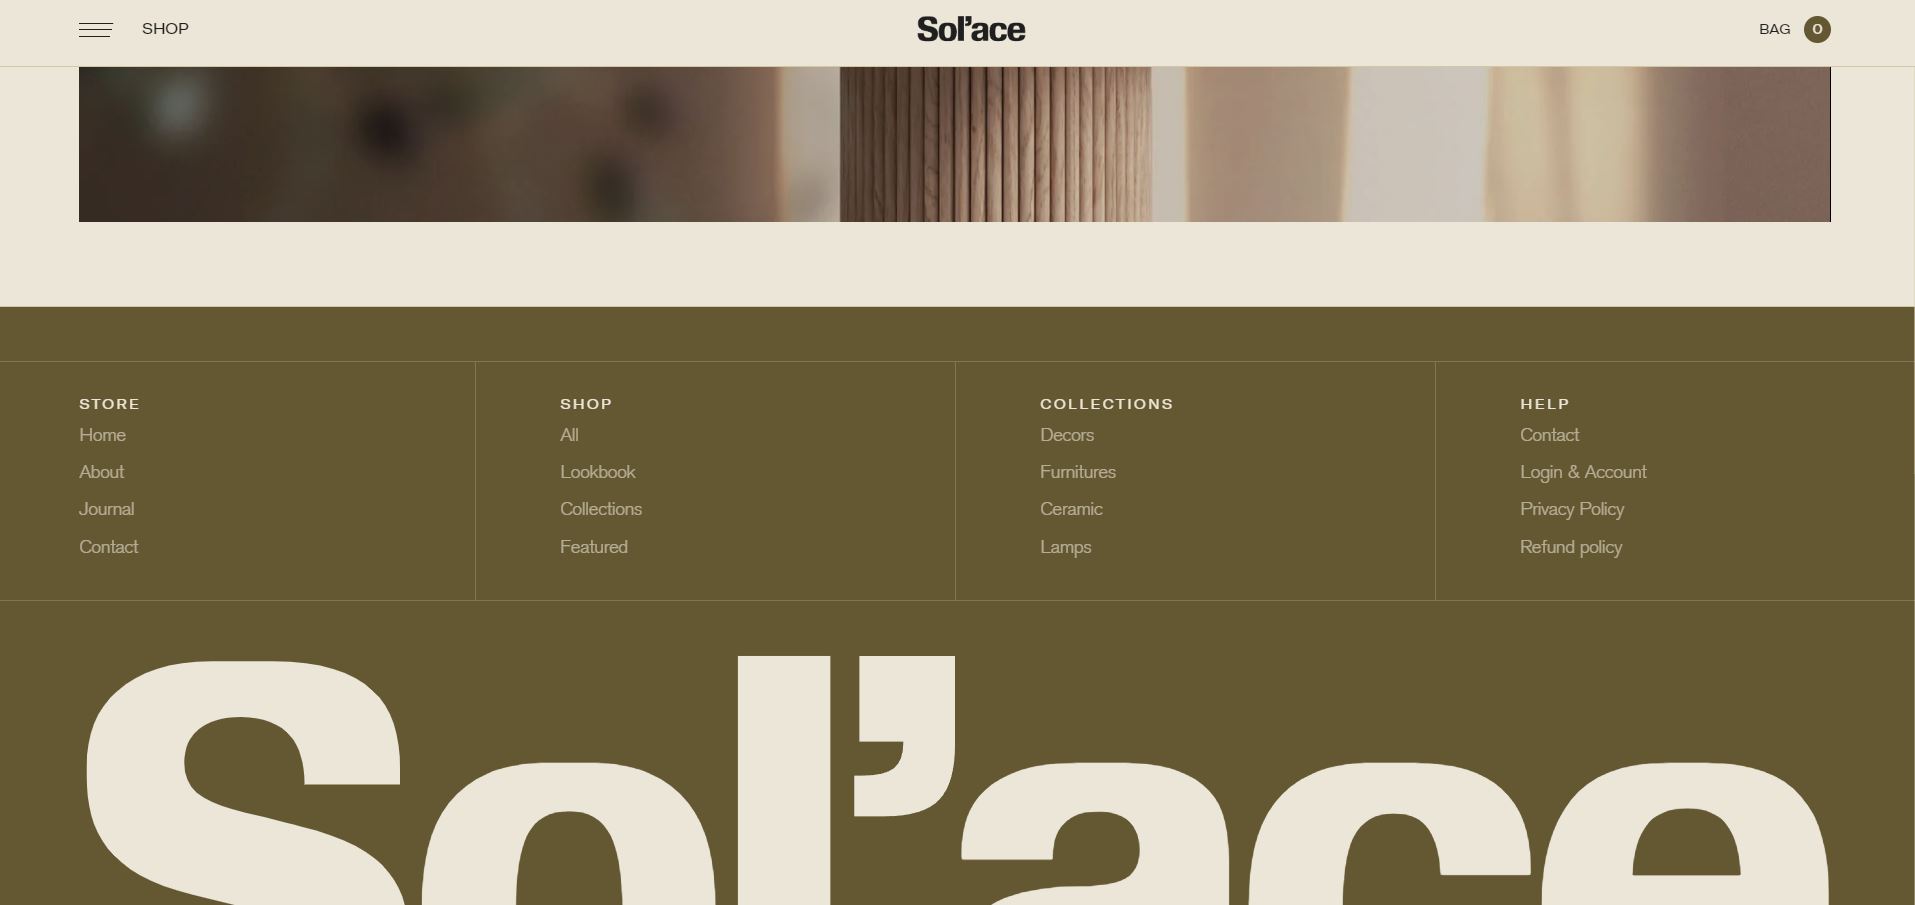 SHOP
Sol’ace
BAG
0
STORE
Home
About
Journal
Contact
SHOP
All
Lookbook
Collections
Featured
COLLECTIONS
Decors
Furnitures
Ceramic
Lamps
HELP
Contact
Login & Account
Privacy Policy
Refund policy
Sol’ace